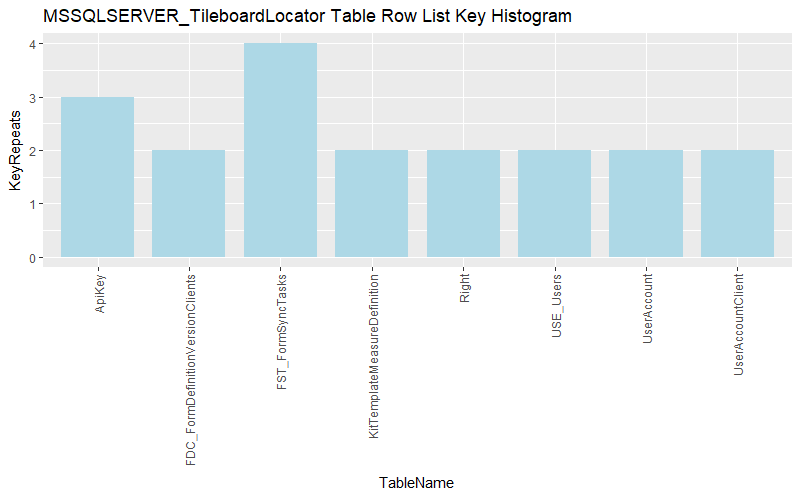 MSSQLSERVER_TileboardLocator Table Row List Key Histogram
KeyRepeats
4
3
2
1
0
ApiKey
FDC_FormDefinitionVersionClients
FST_FormSyncTasks
KitTemplateMeasureDefinition
Right
USE_Users
UserAccount
UserAccountClient
TableName